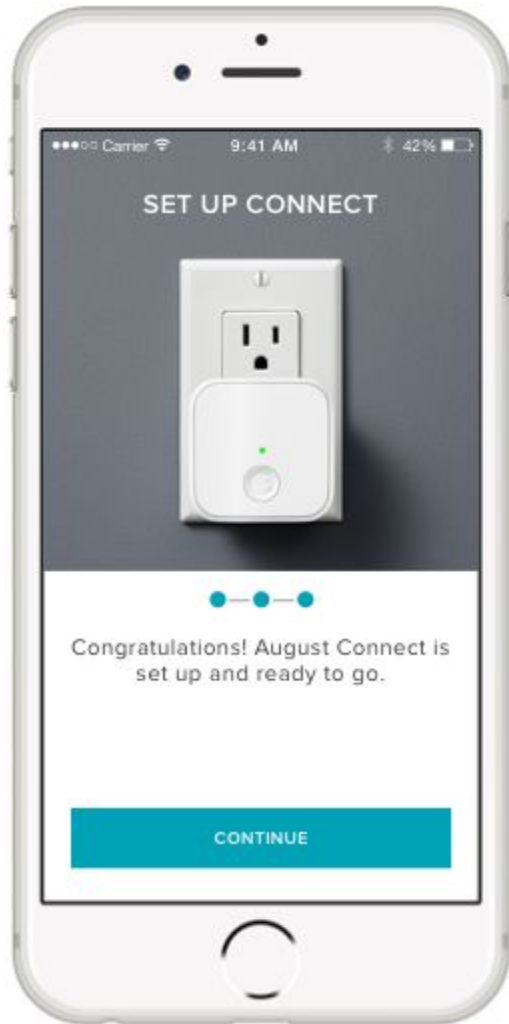 Carrier 9:41 AM 42%
SET UP CONNECT
Congratulations! August Connect is
set up and ready to go.
CONTINUE